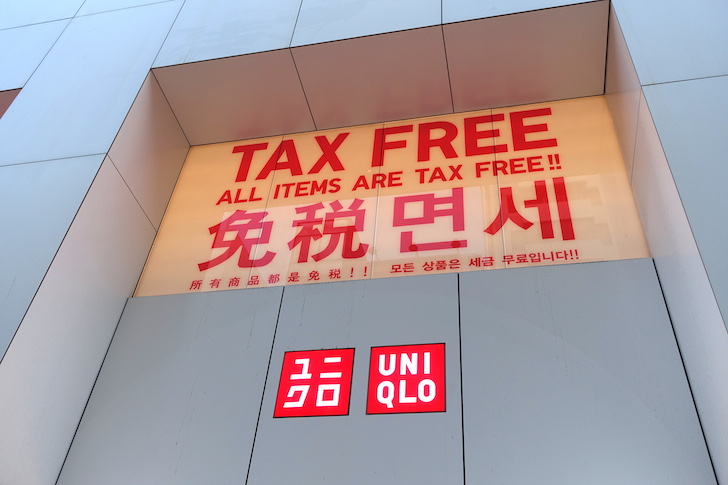 TAX FREE
ALL ITEMS ARE TAX FREE!!
免税면세
所有商品都是免税!! 모든 상품은 세금 무료입니다!!
ユニ
クロ
UNI
QLO